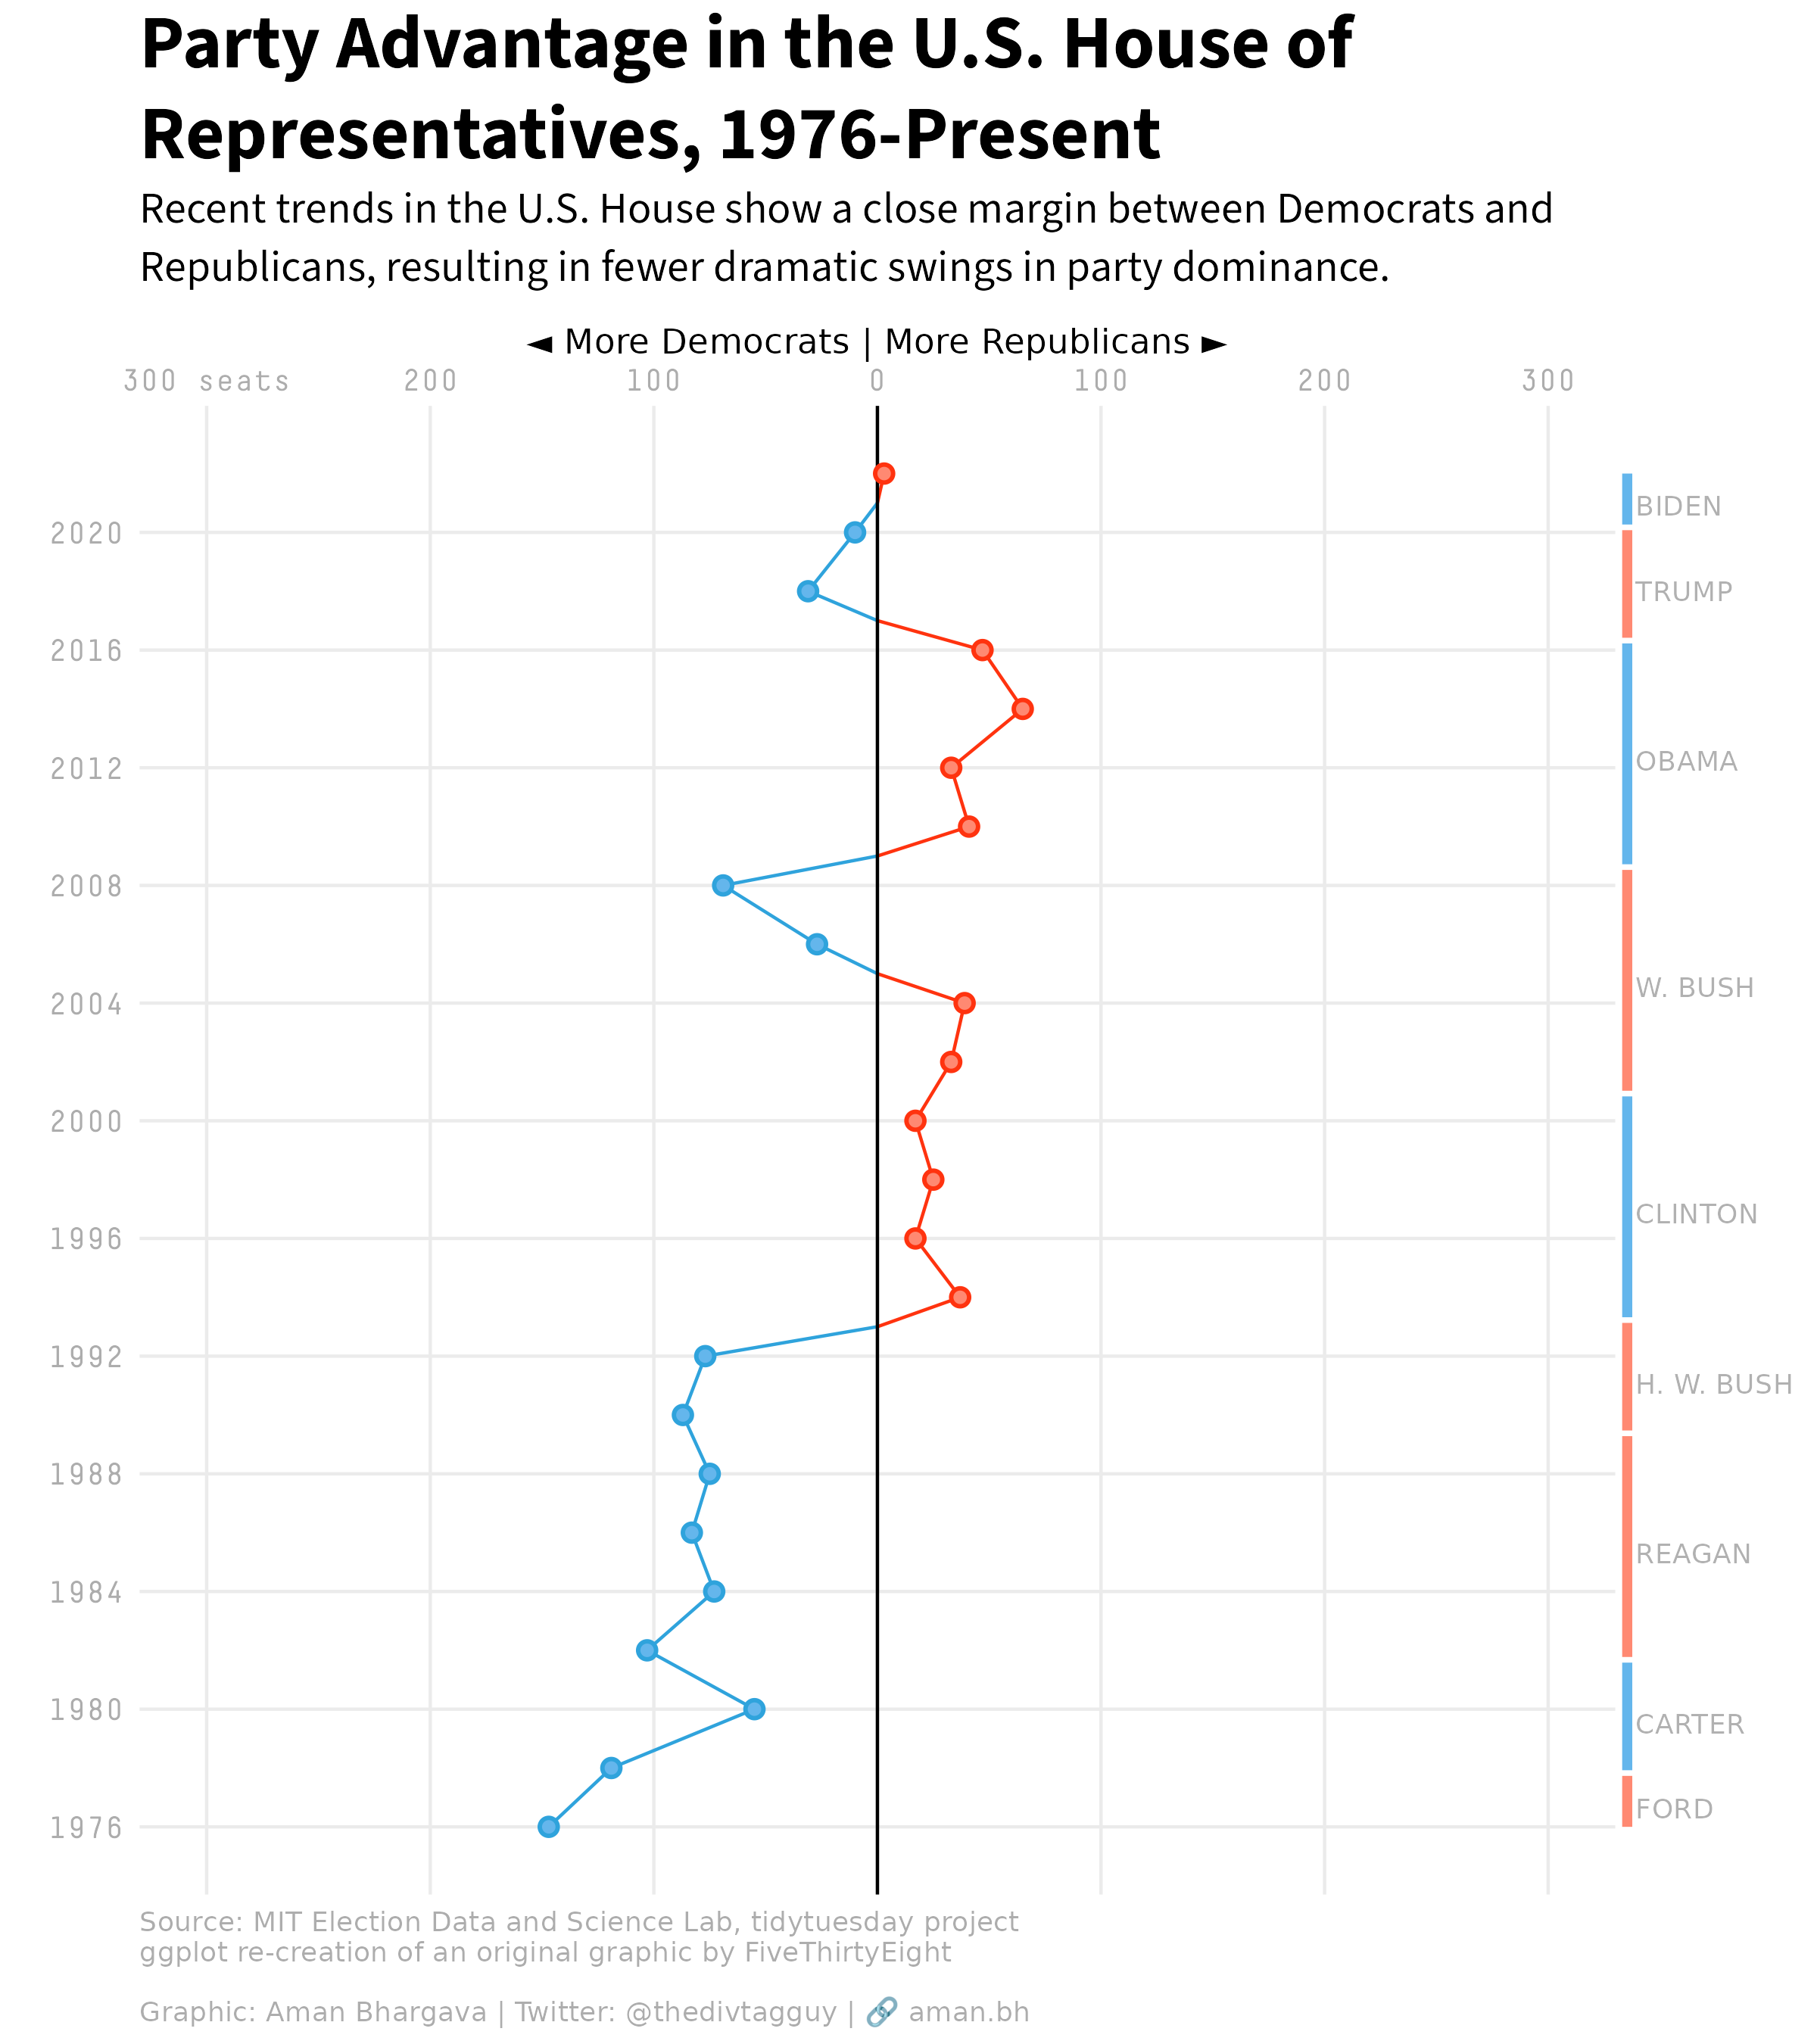 Party Advantage in the U.S. House of
Representatives, 1976-Present
Recent trends in the U.S. House show a close margin between Democrats and
Republicans, resulting in fewer dramatic swings in party dominance.
◄ More Democrats | More Republicans ►
300 seats 200 100 0 100 200 300
BIDEN
2020
TRUMP
2016
OBAMA
2012
2008
W. BUSH
2004
2000
CLINTON
1996
1992
H. W. BUSH
1988
REAGAN
1984
1980
CARTER
FORD
1976
Source: MIT Election Data and Science Lab, tidytuesday project
ggplot re-creation of an original graphic by FiveThirtyEight
Graphic: Aman Bhargava | Twitter: @thedivtagguy | 🔗 aman.bh